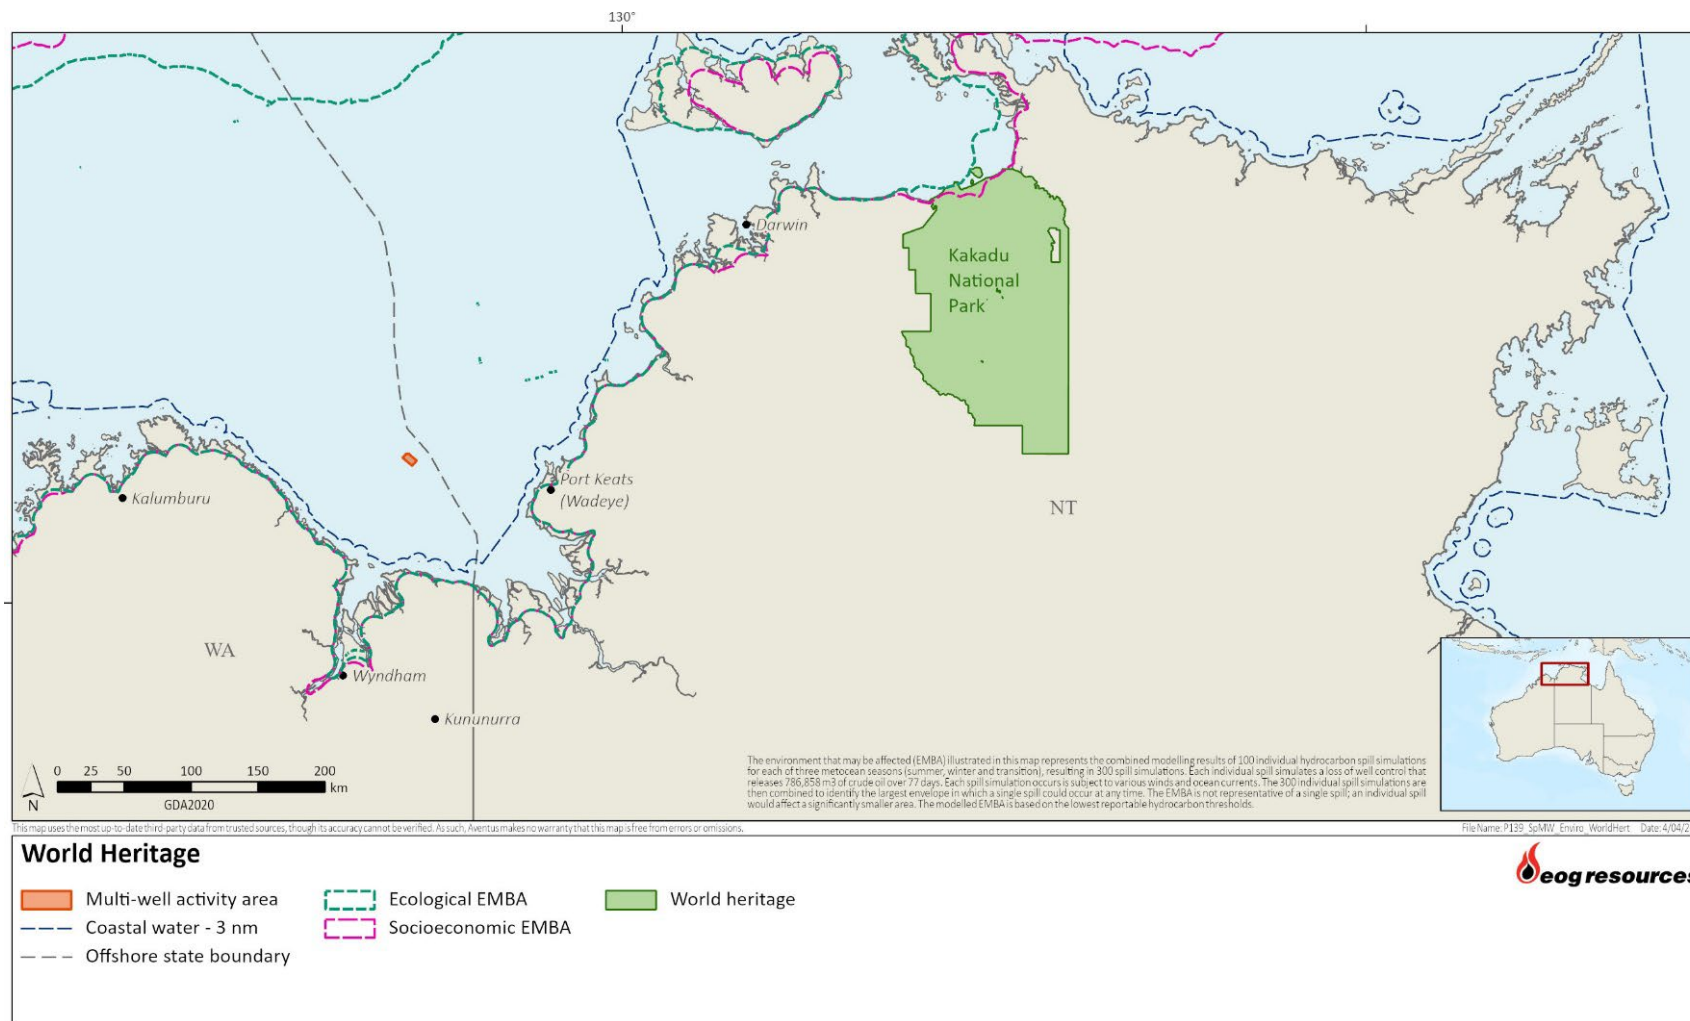 130°
Darwin
Kakadu
National
Park
Port Keats
(Wadeye)
Kalumburu
NT
WA
Wyndham
Kununurra
0 25 50 100 150 200
km
N
GDA2020
The environment that may be affected (EMBA) illustrated in this map represents the combined modelling results of 100 individual hydrocarbon spill simulations
for each of three metocean seasons (summer, winter and transition), resulting in 300 spill simulations. Each individual spill simulates a loss of well control that
releases 786,858 m3 of crude oil over 77 days. Each spill simulation occurs is subject to various winds and ocean currents. The 300 individual spill simulations are
then combined to identify the largest envelope in which a single spill could occur at any time. The EMBA is not representative of a single spill; an individual spill
would affect a significantly smaller area. The modelled EMBA is based on the lowest reportable hydrocarbon thresholds.
This map uses the most up-to-date third-party data from trusted sources, though its accuracy cannot be verified. As such, Aventus makes no warranty that this map is free from errors or omissions.
File Name: P139_SpMW_Enviro_WorldHert Date: 4/04/2
World Heritage
eog resources
Multi-well activity area
Coastal water - 3 nm
Offshore state boundary
Ecological EMBA
Socioeconomic EMBA
World heritage